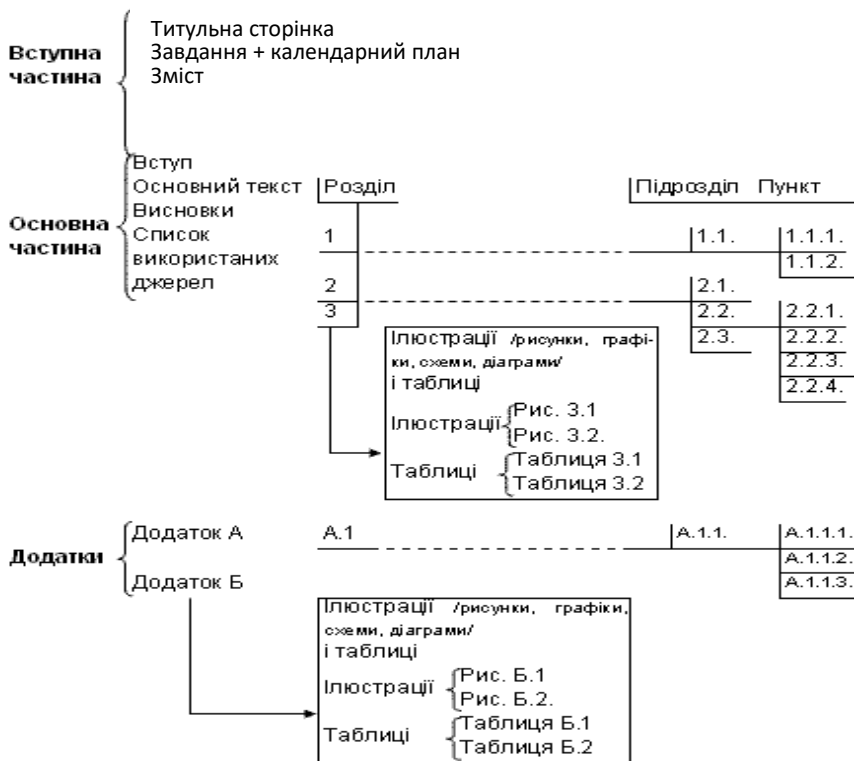 Вступна
частина
Титульна сторінка
Завдання + календарний план
Зміст
Основна
частина
Вступ
Основний текст
Висновки
Список
використаних
джерел
Розділ Підрозділ Пункт
1 1.1. 1.1.1.
1.1.2.
2 2.1.
3 2.2. 2.2.1.
2.3. 2.2.2.
2.2.3.
2.2.4.
Ілюстрації /рисунки, графі-
ки, схеми, діаграми/
і таблиці
Ілюстрації
Рис. 3.1
Рис. 3.2.
Таблиці
Таблиця 3.1
Таблиця 3.2
Додатки
Додаток А А.1 А.1.1. А.1.1.1.
А.1.1.2.
Додаток Б А.1.1.3.
Ілюстрації /рисунки, графіки,
схеми, діаграми/
і таблиці
Ілюстрації
Рис. Б.1
Рис. Б.2.
Таблиці
Таблиця Б.1
Таблиця Б.2